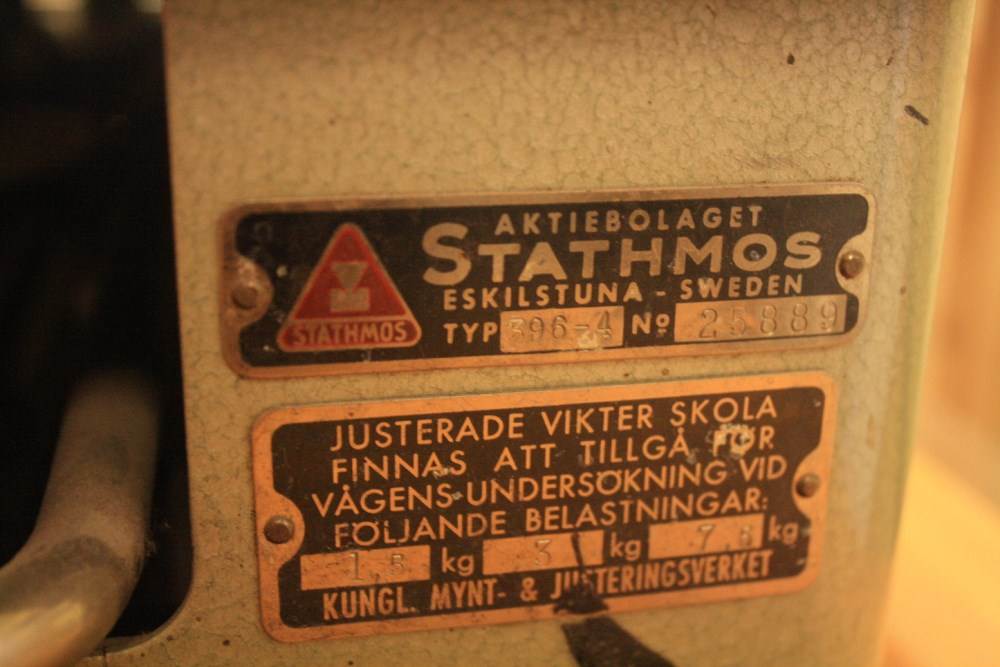 AKTIEBOLAGET
STATHMOS
ESKILSTUNA - SWEDEN
TYP 396-4 No 25889
STATHMOS
JUSTERADE VIKTER SKOLA
FINNAS ATT TILLGÅ FÖR
VÅGENS UNDERSÖKNING VID
FÖLJANDE BELASTNINGAR:
1,5 kg 3 kg 7,5 kg
KUNGL. MYNT- & JUSTERINGSVERKET